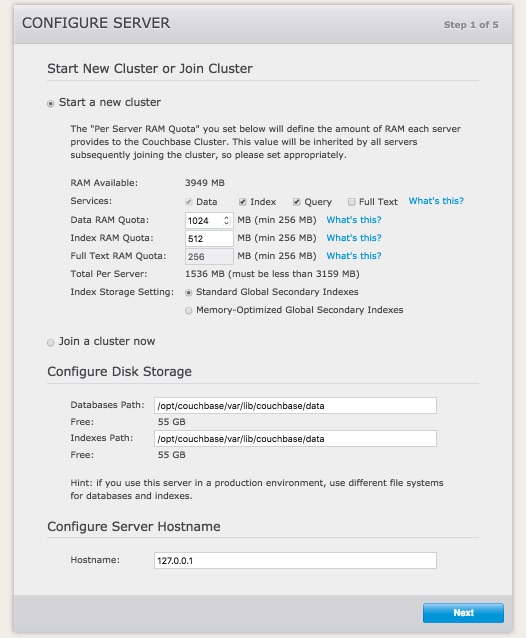 CONFIGURE SERVER Step 1 of 5
Start New Cluster or Join Cluster
Start a new cluster
The "Per Server RAM Quota" you set below will define the amount of RAM each server
provides to the Couchbase Cluster. This value will be inherited by all servers
subsequently joining the cluster, so please set appropriately.
RAM Available: 3949 MB
Services: Data Index Query Full Text What's this?
Data RAM Quota: 1024 MB (min 256 MB) What's this?
Index RAM Quota: 512 MB (min 256 MB) What's this?
Full Text RAM Quota: 256 MB (min 256 MB) What's this?
Total Per Server: 1536 MB (must be less than 3159 MB)
Index Storage Setting: Standard Global Secondary Indexes
Memory-Optimized Global Secondary Indexes
Join a cluster now
Configure Disk Storage
Databases Path: /opt/couchbase/var/lib/couchbase/data
Free: 55 GB
Indexes Path: /opt/couchbase/var/lib/couchbase/data
Free: 55 GB
Hint: if you use this server in a production environment, use different file systems
for databases and indexes.
Configure Server Hostname
Hostname: 127.0.0.1
Next